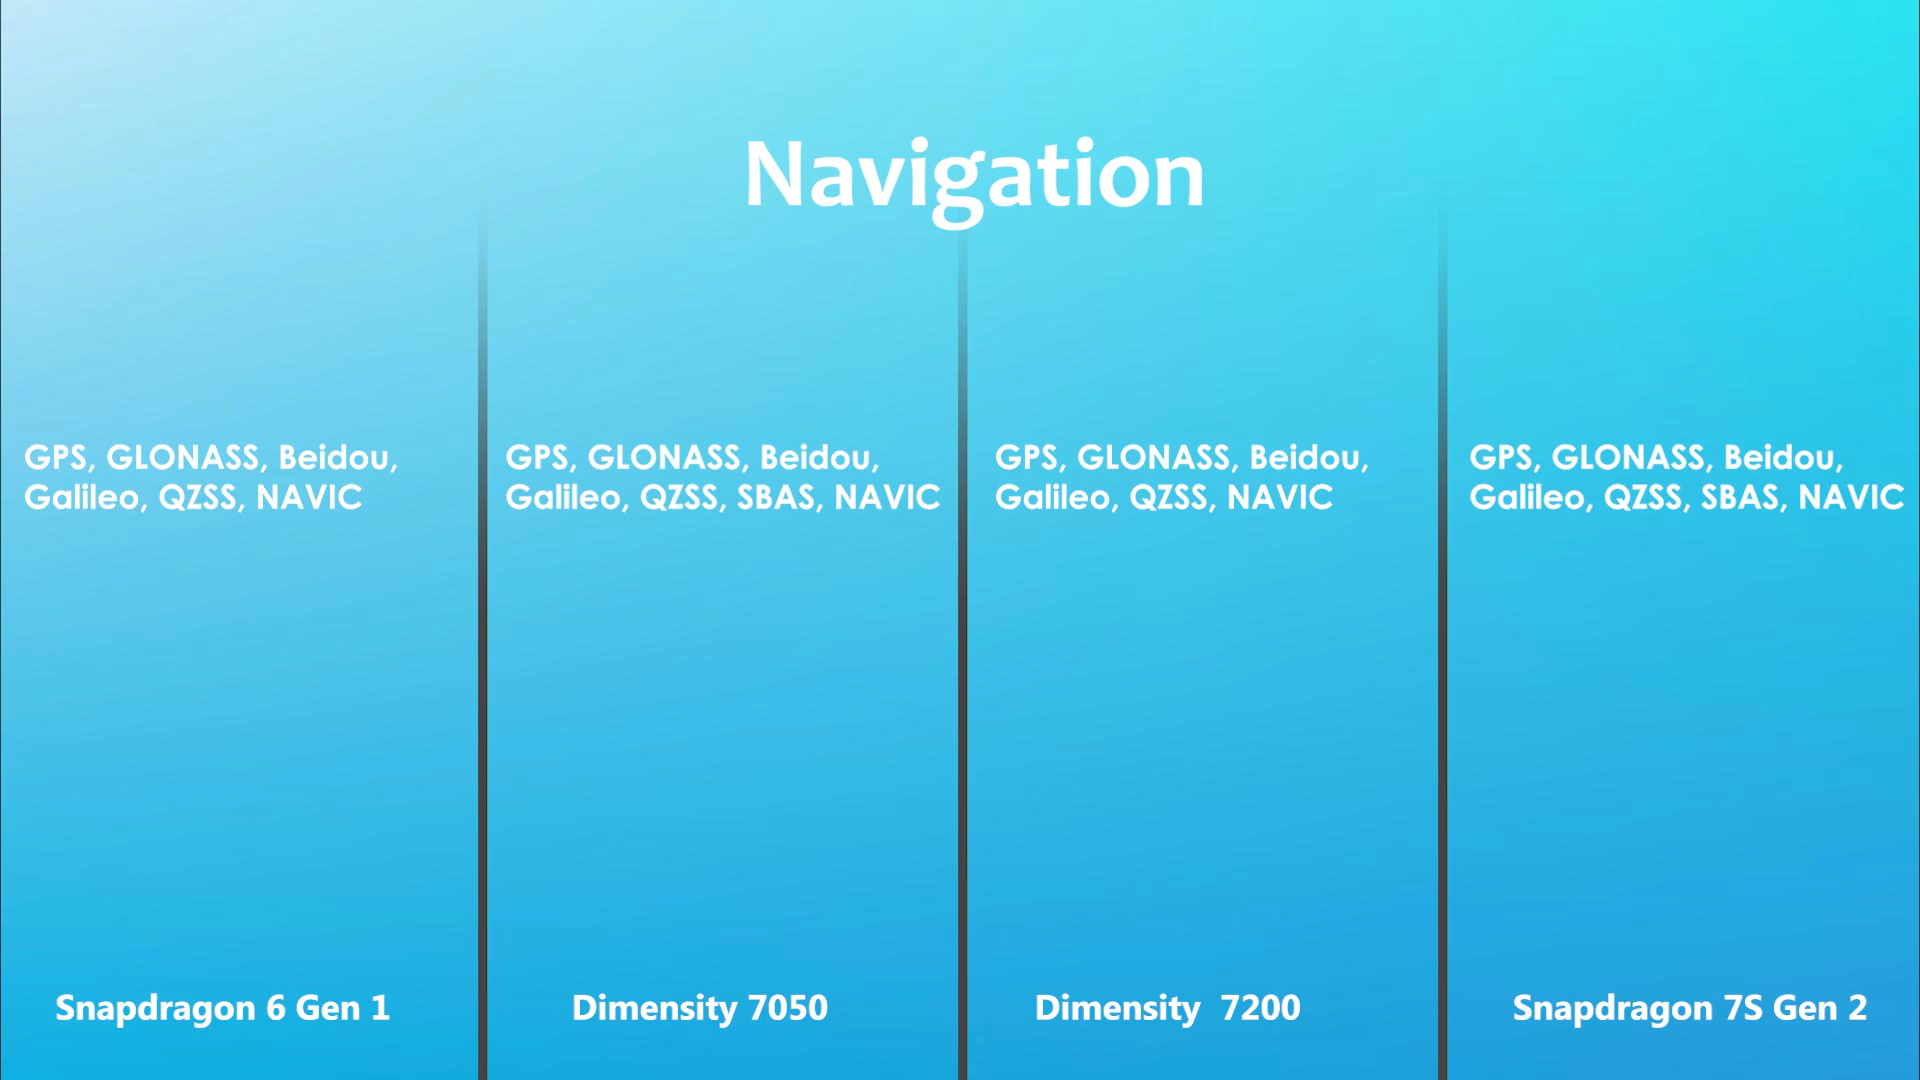 Navigation
GPS, GLONASS, Beidou,
Galileo, QZSS, NAVIC
GPS, GLONASS, Beidou,
Galileo, QZSS, SBAS, NAVIC
GPS, GLONASS, Beidou,
Galileo, QZSS, NAVIC
GPS, GLONASS, Beidou,
Galileo, QZSS, SBAS, NAVIC
Snapdragon 6 Gen 1
Dimensity 7050
Dimensity 7200
Snapdragon 7S Gen 2